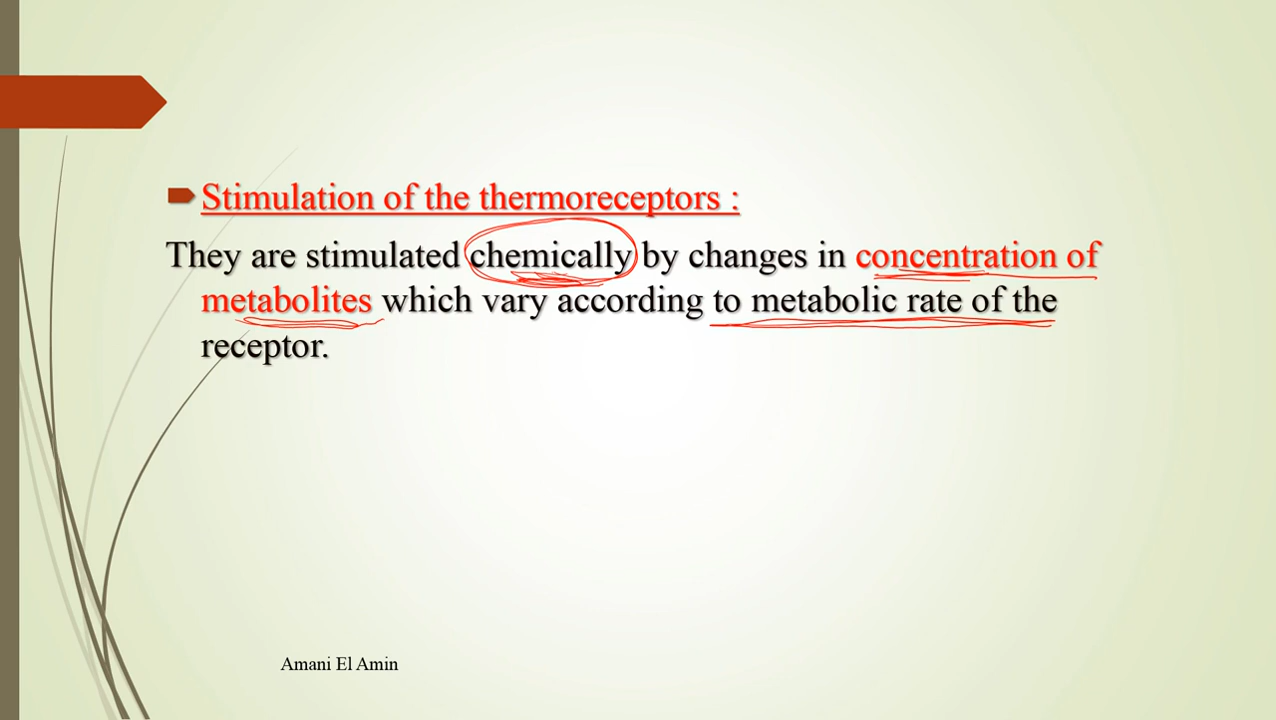 Stimulation of the thermoreceptors :
They are stimulated chemically by changes in concentration of
metabolites which vary according to metabolic rate of the
receptor.
Amani El Amin